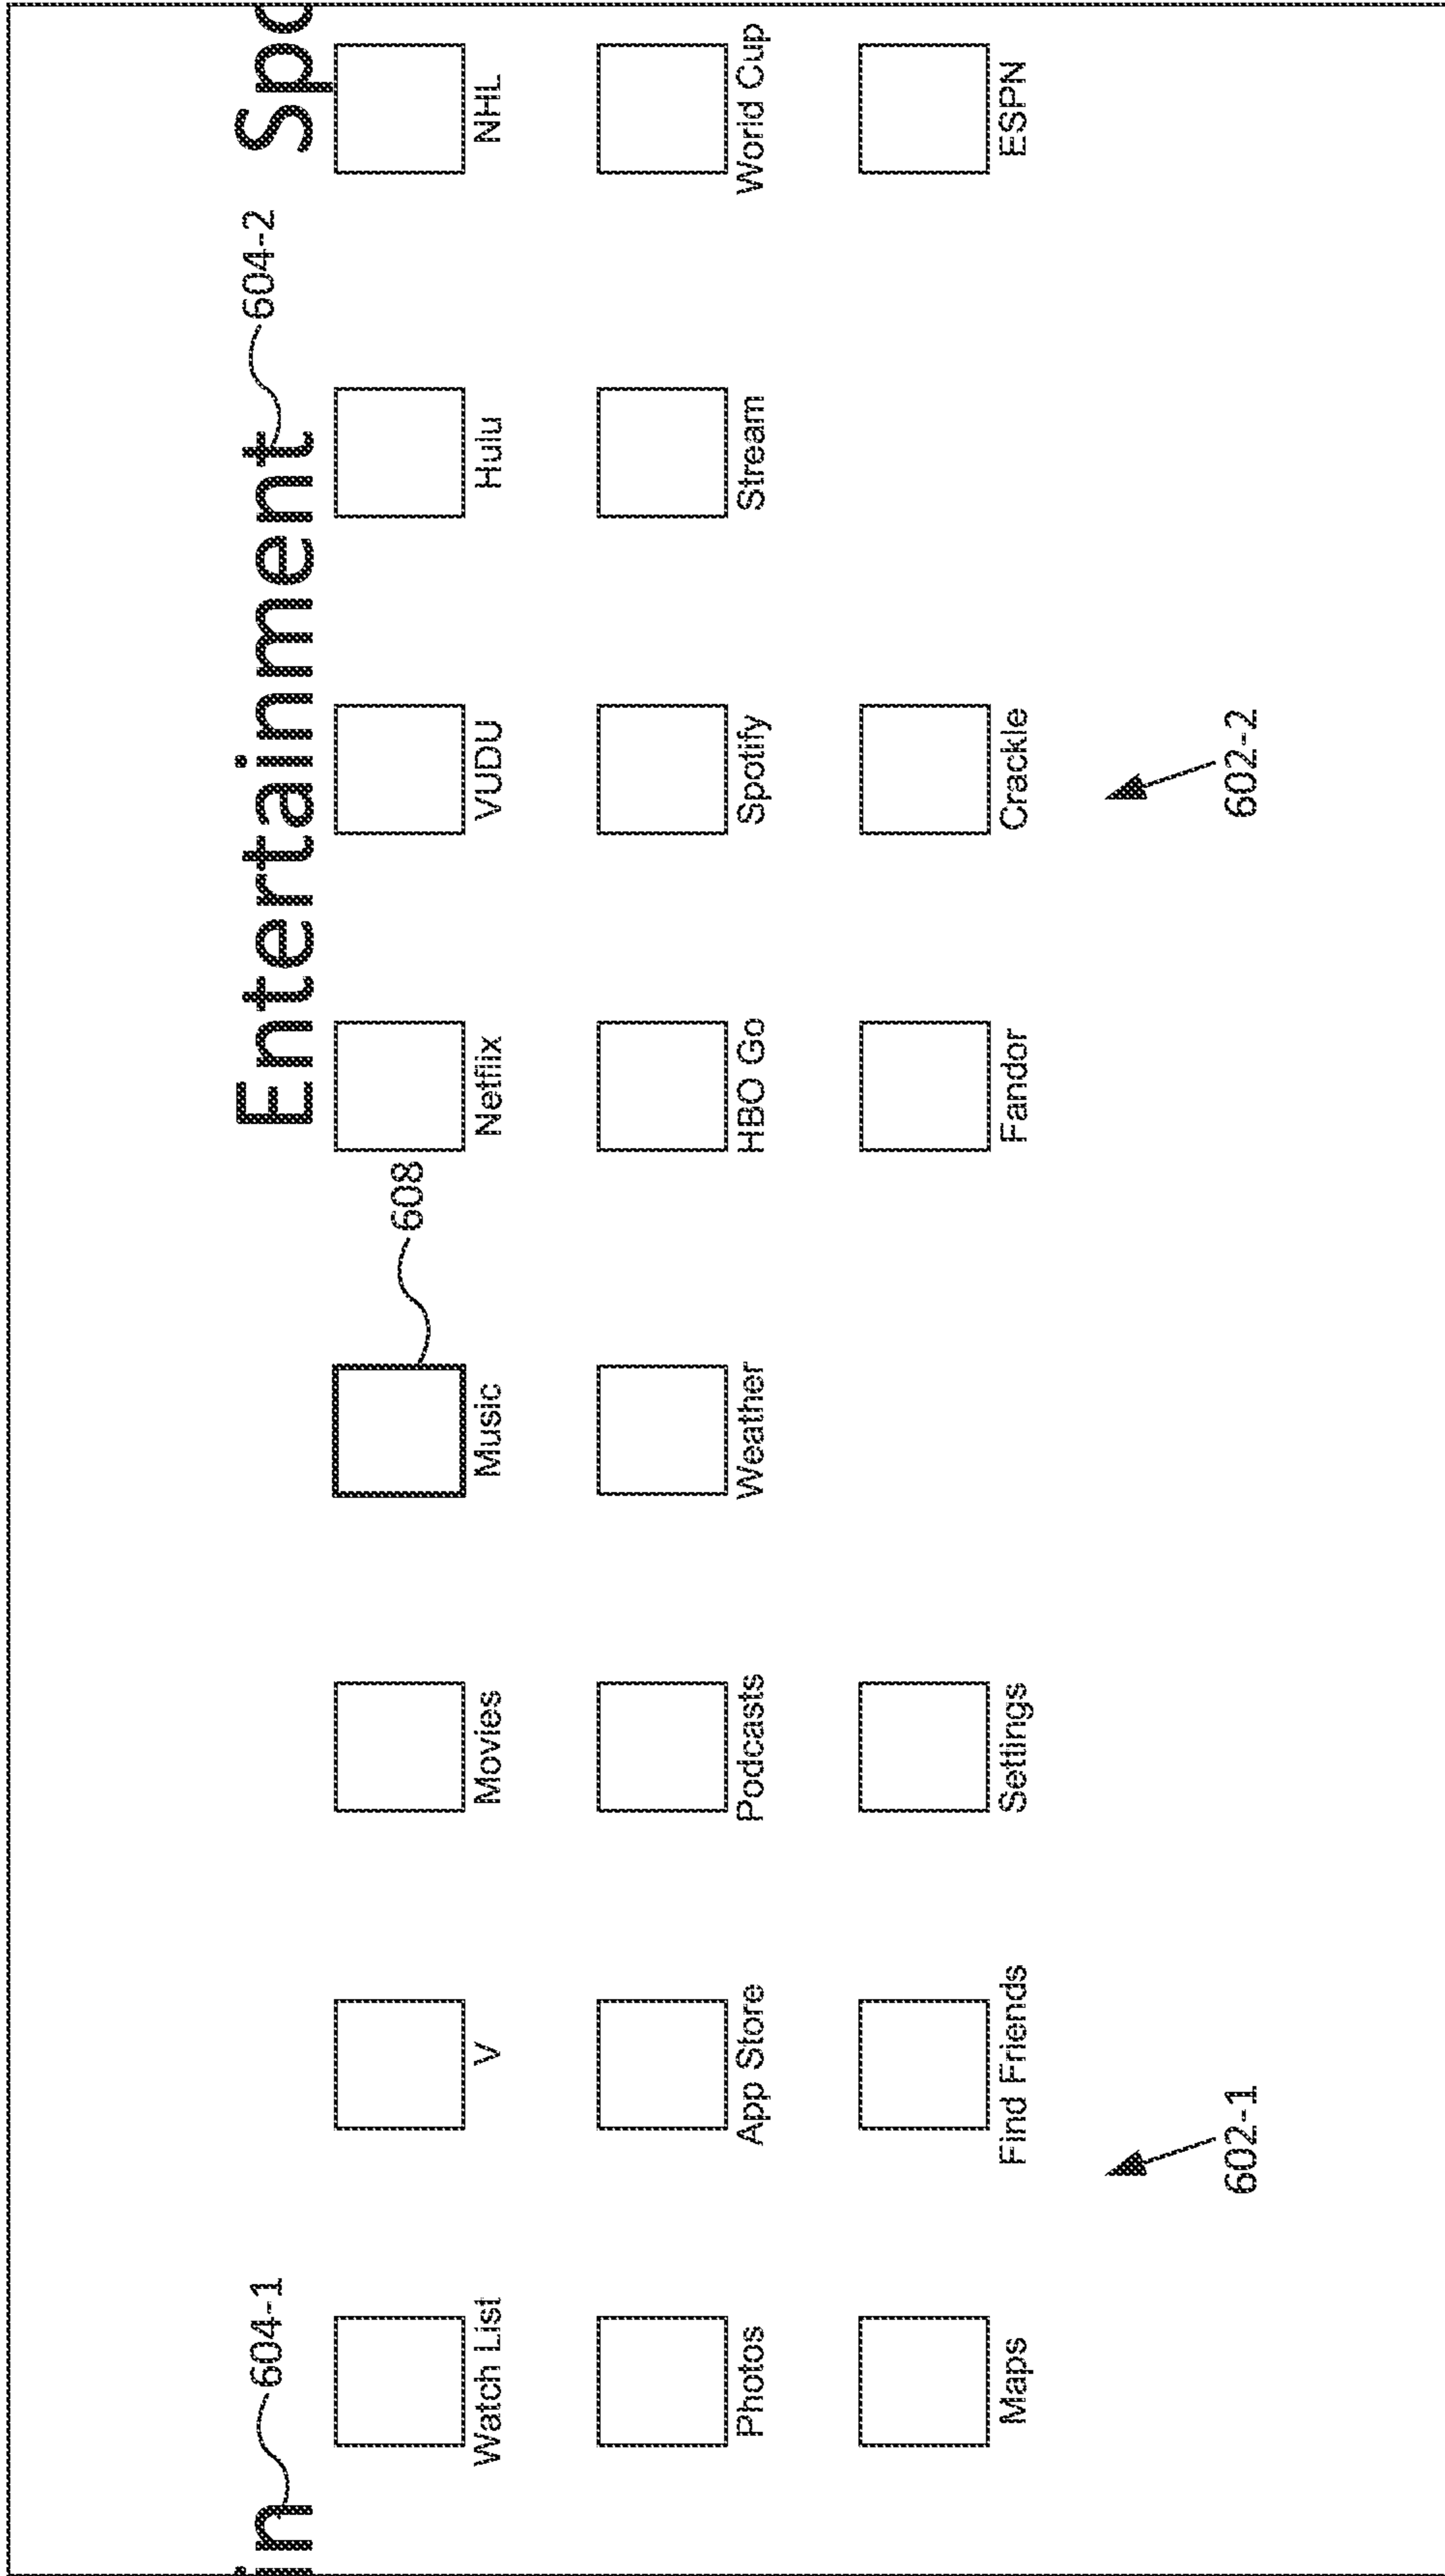 in 604-1 Entertainment 604-2 Spo
608
Watch List V Movies Music Netflix VUDU Hulu NHL
Photos App Store Podcasts Weather HBO Go Spotify Stream World Cup
Maps Find Friends Settings Fandor Crackle ESPN
602-1 602-2